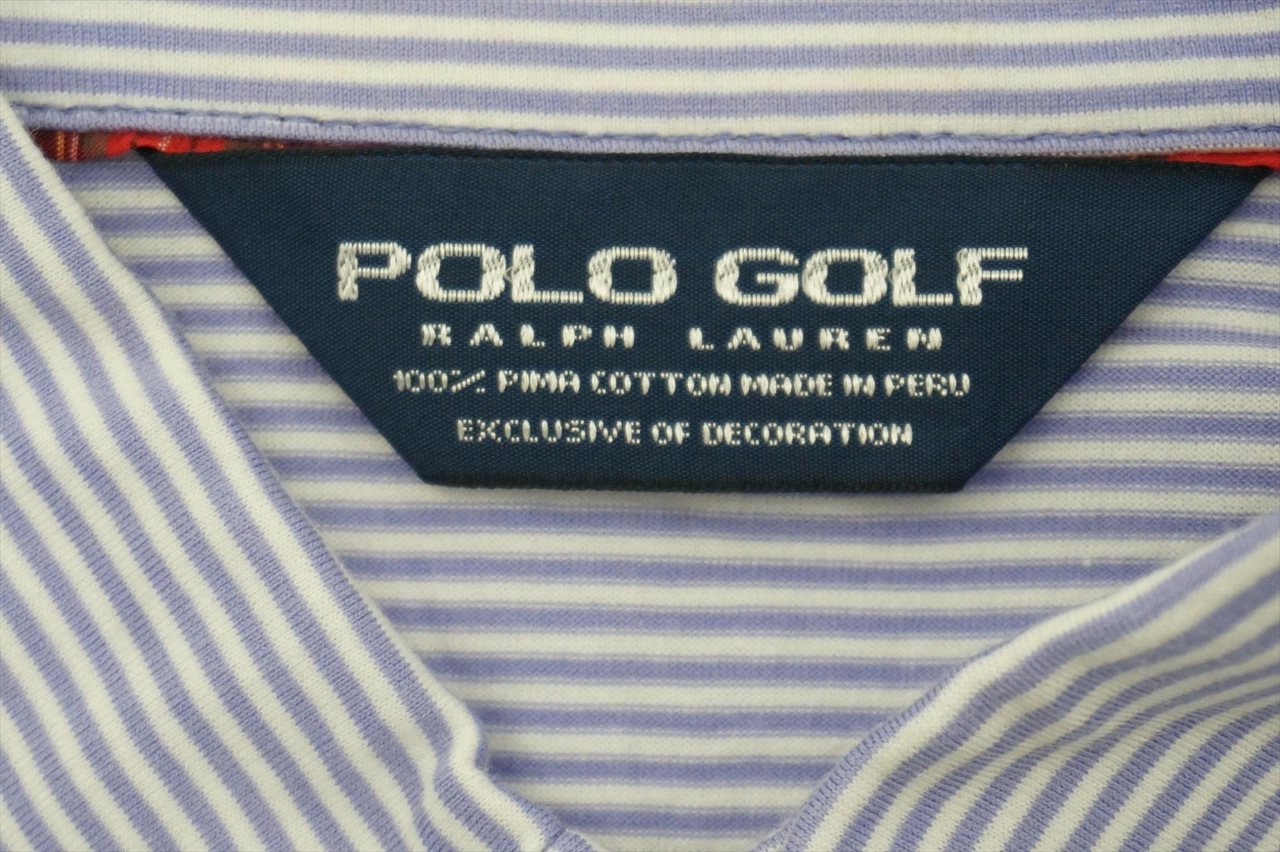 POLO GOLF
RALPH LAUREN
100% PIMA COTTON MADE IN PERU
EXCLUSIVE OF DECORATION